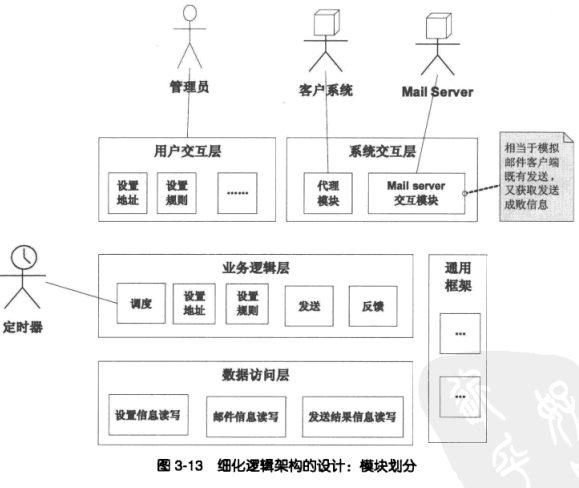 管理员
客户系统
Mail Server
用户交互层
设置
地址
设置
规则
……
系统交互层
代理
模块
Mail server
交互模块
相当于模拟
邮件客户端
既有发送，
又获取发送
成败信息
定时器
业务逻辑层
调度
设置
地址
设置
规则
发送
反馈
通用
框架
...
...
数据访问层
设置信息读写
邮件信息读写
发送结果信息读写
图 3-13 细化逻辑架构的设计：模块划分